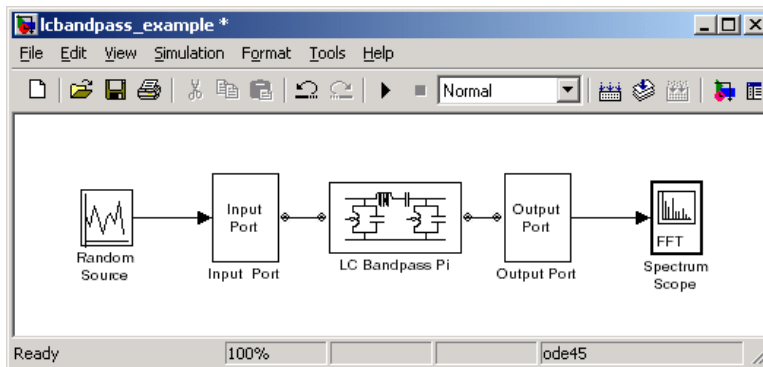 lcbandpass_example *
File Edit View Simulation Format Tools Help
Normal
Input
Port
Output
Port
FFT
Random
Source
Input Port
LC Bandpass Pi
Output Port
Spectrum
Scope
Ready 100% ode45